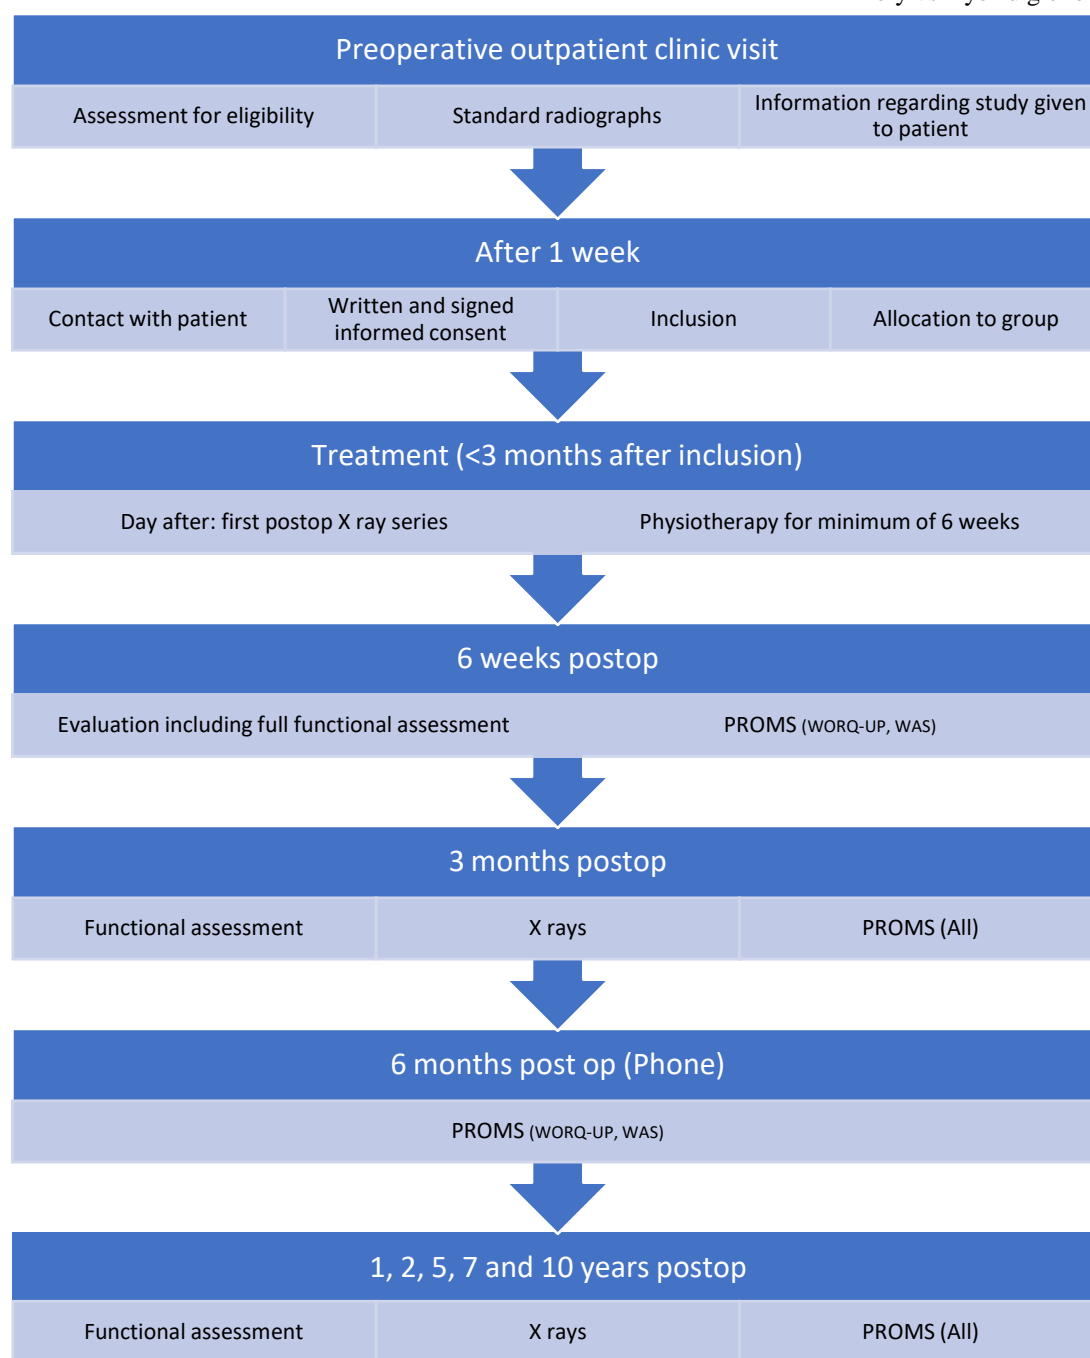 Preoperative outpatient clinic visit
Assessment for eligibility
Standard radiographs
Information regarding study given
to patient
After 1 week
Contact with patient
Written and signed
informed consent
Inclusion
Allocation to group
Treatment (<3 months after inclusion)
Day after: first postop X ray series
Physiotherapy for minimum of 6 weeks
6 weeks postop
Evaluation including full functional assessment
PROMS (WORQ-UP, WAS)
3 months postop
Functional assessment
X rays
PROMS (All)
6 months post op (Phone)
PROMS (WORQ-UP, WAS)
1, 2, 5, 7 and 10 years postop
Functional assessment
X rays
PROMS (All)